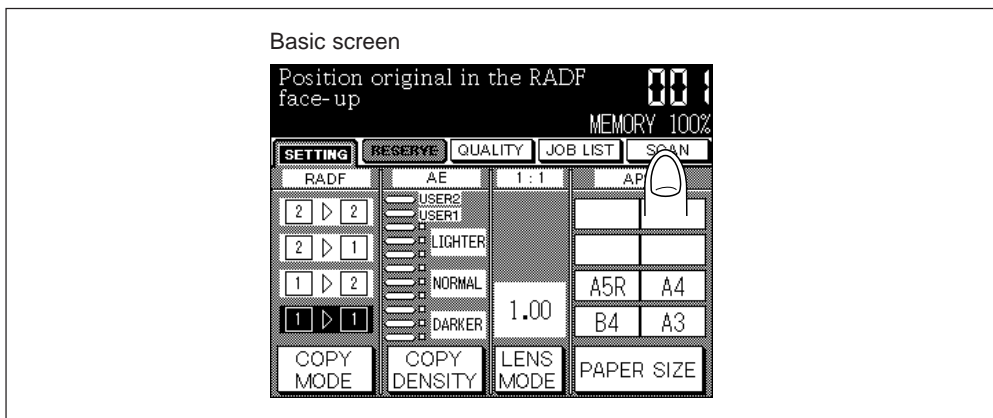 Basic screen
Position original in the RADF
face-up
001
MEMORY 100%
SETTING RESERVE QUALITY JOB LIST SCAN
RADF AE 1:1
USER2
2 ▷ 2 USER1
2 ▷ 1 LIGHTER
1 ▷ 2 NORMAL A5R A4
1 ▷ 1 DARKER 1.00 B4 A3
COPY MODE
COPY DENSITY
LENS MODE
PAPER SIZE